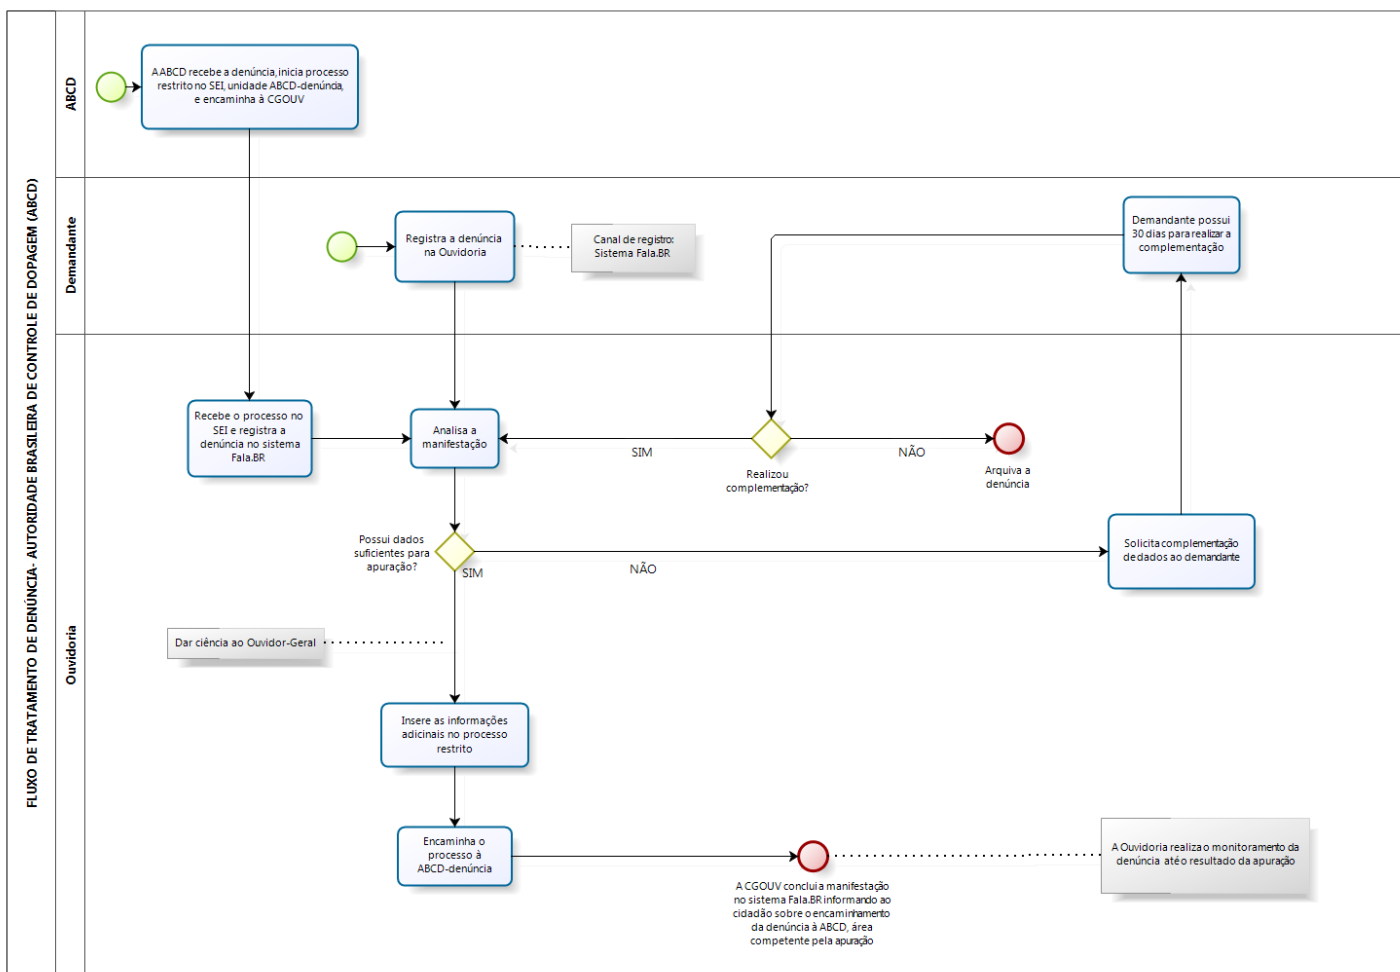 FLUXO DE TRATAMENTO DE DENÚNCIA- AUTORIDADE BRASILEIRA DE CONTROLE DE DOPAGEM (ABCD)
ABCD
A ABCD recebe a denúncia, inicia processo
restrito no SEI, unidade ABCD-denúncia,
e encaminha à CGOUV
Demandante
Registra a denúncia
na Ouvidoria
Canal de registro:
Sistema Fala.BR
Demandante possui
30 dias para realizar a
complementação
Ouvidoria
Recebe o processo no
SEI e registra a
denúncia no sistema
Fala.BR
Analisa a
manifestação
SIM
Realizou
complementação?
NÃO
Arquiva a
denúncia
Possui dados
suficientes para
apuração?
SIM
NÃO
Solicita complementação
de dados ao demandante
Dar ciência ao Ouvidor-Geral
Insere as informações
adicinais no processo
restrito
Encaminha o
processo à
ABCD-denúncia
A CGOUV conclui a manifestação
no sistema Fala.BR informando ao
cidadão sobre o encaminhamento
da denúncia à ABCD, área
competente pela apuração
A Ouvidoria realiza o monitoramento da
denúncia até o resultado da apuração